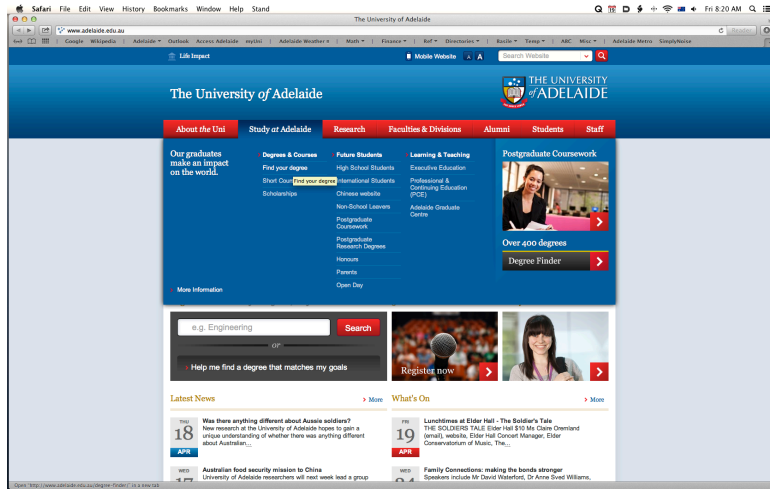 Safari File Edit View History Bookmarks Window Help Stand
Fri 8:20 AM
The University of Adelaide
www.adelaide.edu.au
Reader
Google Wikipedia Adelaide Outlook Access Adelaide myUni Adelaide Weather Math Finance Ref Directories Rasile Temp ABC Misc Adelaide Metro SimplyNoise
Life Impact
Mobile Website A A
Search Website
The University of Adelaide
THE UNIVERSITY
of ADELAIDE
About the Uni Study at Adelaide Research Faculties & Divisions Alumni Students Staff
Our graduates
make an impact
on the world.
More Information
Degrees & Courses
Find your degree
Short Cour
Find your degree
Scholarships
Future Students
High School Students
International Students
Chinese website
Non-School Leavers
Postgraduate
Coursework
Postgraduate
Research Degrees
Honours
Parents
Open Day
Learning & Teaching
Executive Education
Professional &
Continuing Education
(PCE)
Adelaide Graduate
Centre
Postgraduate Coursework
Over 400 degrees
Degree Finder
e.g. Engineering
Search
or
Help me find a degree that matches my goals
Register now
Latest News
More
THU
18
APR
Was there anything different about Aussie soldiers?
New research at the University of Adelaide hopes to gain a
unique understanding of whether there was anything different
about Australian...
WED
17
Australian food security mission to China
University of Adelaide researchers will next week lead a group
What's On
More
FRI
19
APR
Lunchtimes at Elder Hall - The Soldier's Tale
THE SOLDIERS TALE Elder Hall $10 Ms Claire Oremland
(email), website, Elder Hall Concert Manager, Elder
Conservatorium of Music, The...
WED
24
Family Connections: making the bonds stronger
Speakers include Mr David Waterford, Dr Anne Sved Williams,
Open "http://www.adelaide.edu.au/degree-finder/" in a new tab